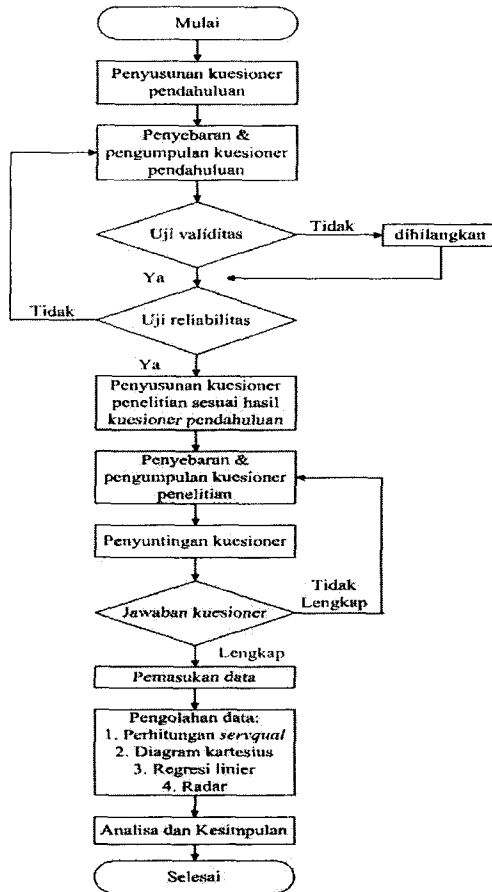 Mulai
Penyusunan kuesioner
pendahuluan
Penyebaran &
pengumpulan kuesioner
pendahuluan
Uji validitas
Tidak
dihilangkan
Ya
Tidak
Uji reliabilitas
Ya
Penyusunan kuesioner
penelitian sesuai hasil
kuesioner pendahuluan
Penyebaran &
pengumpulan kuesioner
penelitian
Penyuntingan kuesioner
Tidak
Lengkap
Jawaban kuesioner
Lengkap
Pemasukan data
Pengolahan data:
1. Perhitungan servqual
2. Diagram kartesius
3. Regresi linier
4. Radar
Analisa dan Kesimpulan
Selesai